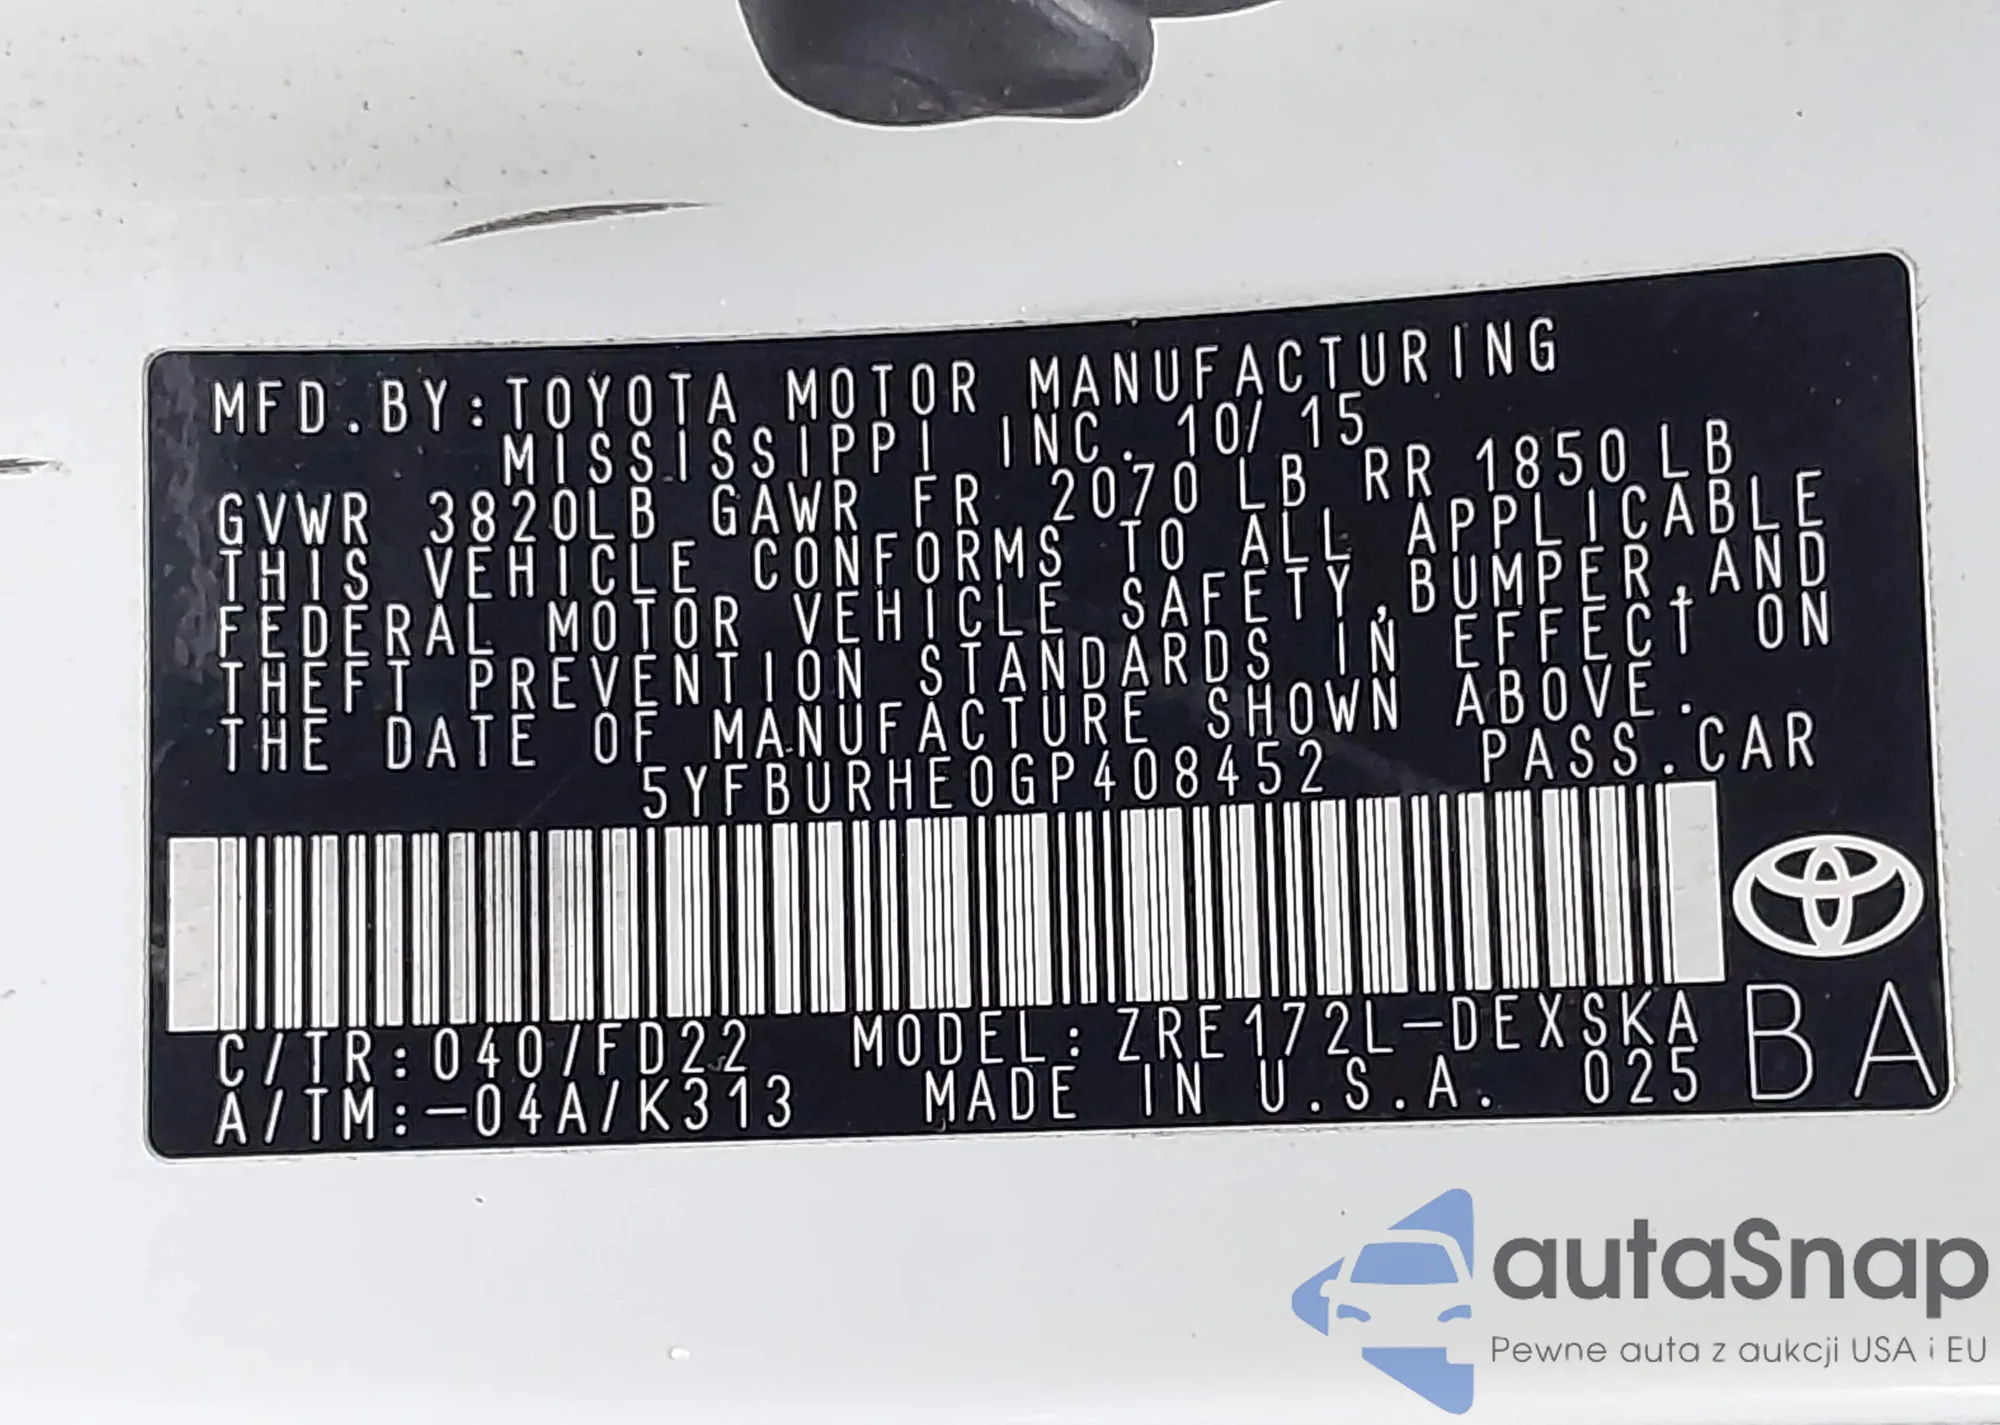 MFD.BY:TOYOTA MOTOR MANUFACTURING
MISSISSIPPI INC. 10/15
GVWR 3820LB GAWR FR 2070 LB RR 1850 LB
THIS VEHICLE CONFORMS TO ALL APPLICABLE
FEDERAL MOTOR VEHICLE SAFETY,BUMPER,AND
THEFT PREVENTION STANDARDS IN EFFECT ON
THE DATE OF MANUFACTURE SHOWN ABOVE.
5YFBURHE0GP408452 PASS.CAR
C/TR:040/FD22 MODEL:ZRE172L-DEXSKA
A/TM:-04A/K313 MADE IN U.S.A. 025
BA
autaSnap
Pewne auta z aukcji USA i EU